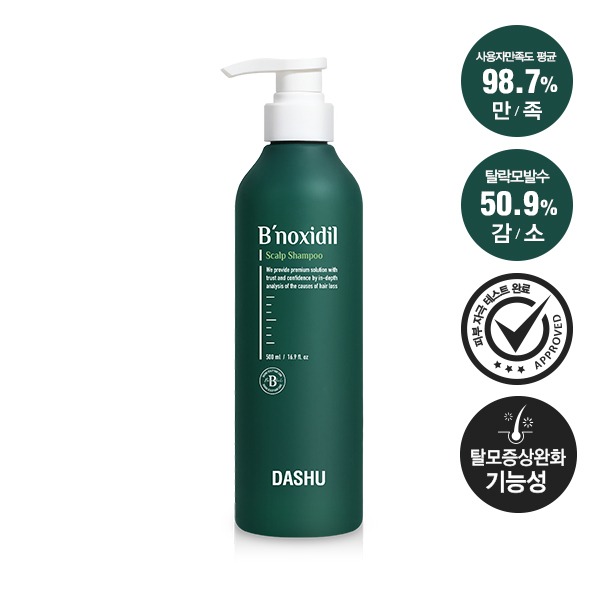 B'noxidil
Scalp Shampoo
We provide premium solution with
trust and confidence by in-depth
analysis of the causes of hair loss
500 ml / 16.9 fl. oz
B
DASHU
사용자만족도 평균
98.7%
만/족
탈락모발수
50.9%
감/소
피부 자극 테스트 완료
APPROVED
탈모증상완화
기능성